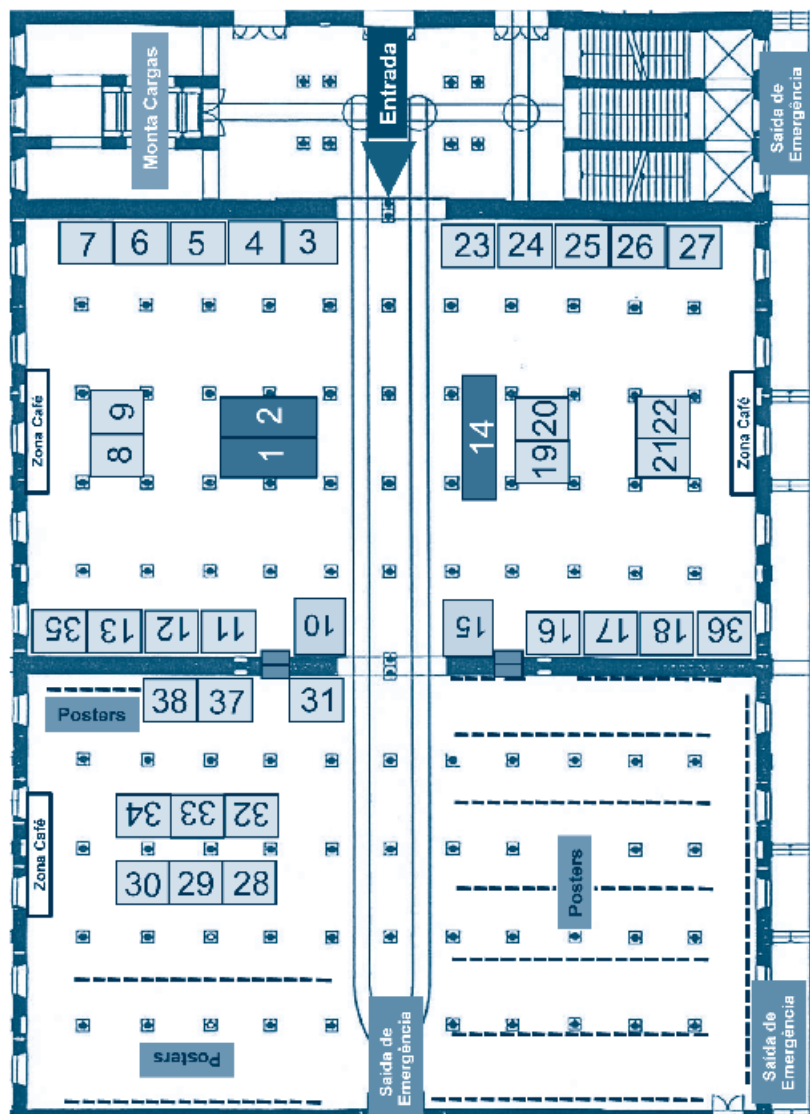 Monta Cargas
Entrada
Saída de
Emergência
7 6 5 4 3
23 24 25 26 27
Zona Café
8 9
1 2
14
19 20
21 22
Zona Café
35 13 12 11 10
15 16 17 18 36
Posters
38 37 31
34 33 32
Zona Café
30 29 28
Posters
Posters
Saída de
Emergência
Saída de
Emergência